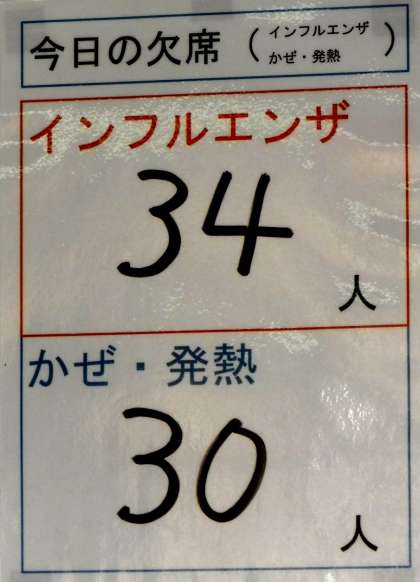 今日の欠席（インフルエンザ
かぜ・発熱）
インフルエンザ
34
人
かぜ・発熱
30
人